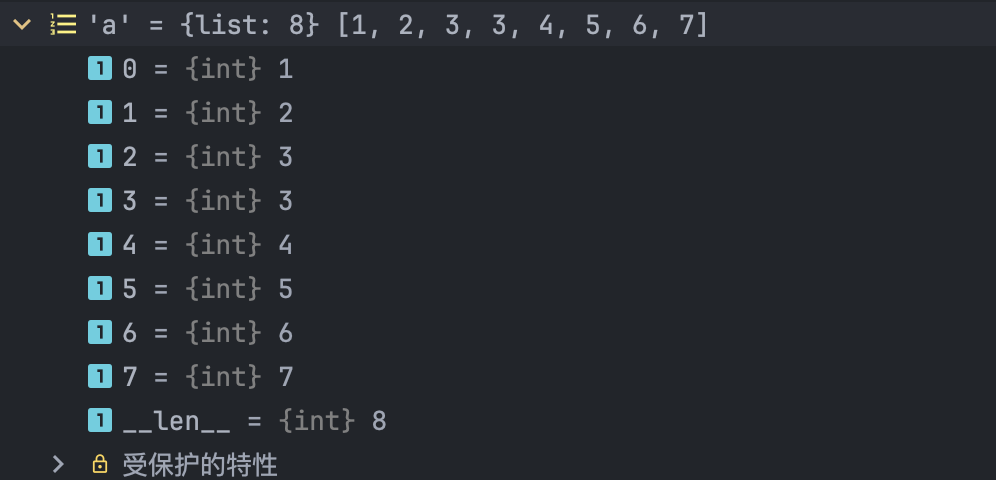 'a' = {list: 8} [1, 2, 3, 3, 4, 5, 6, 7]
0 = {int} 1
1 = {int} 2
2 = {int} 3
3 = {int} 3
4 = {int} 4
5 = {int} 5
6 = {int} 6
7 = {int} 7
__len__ = {int} 8
受保护的特性